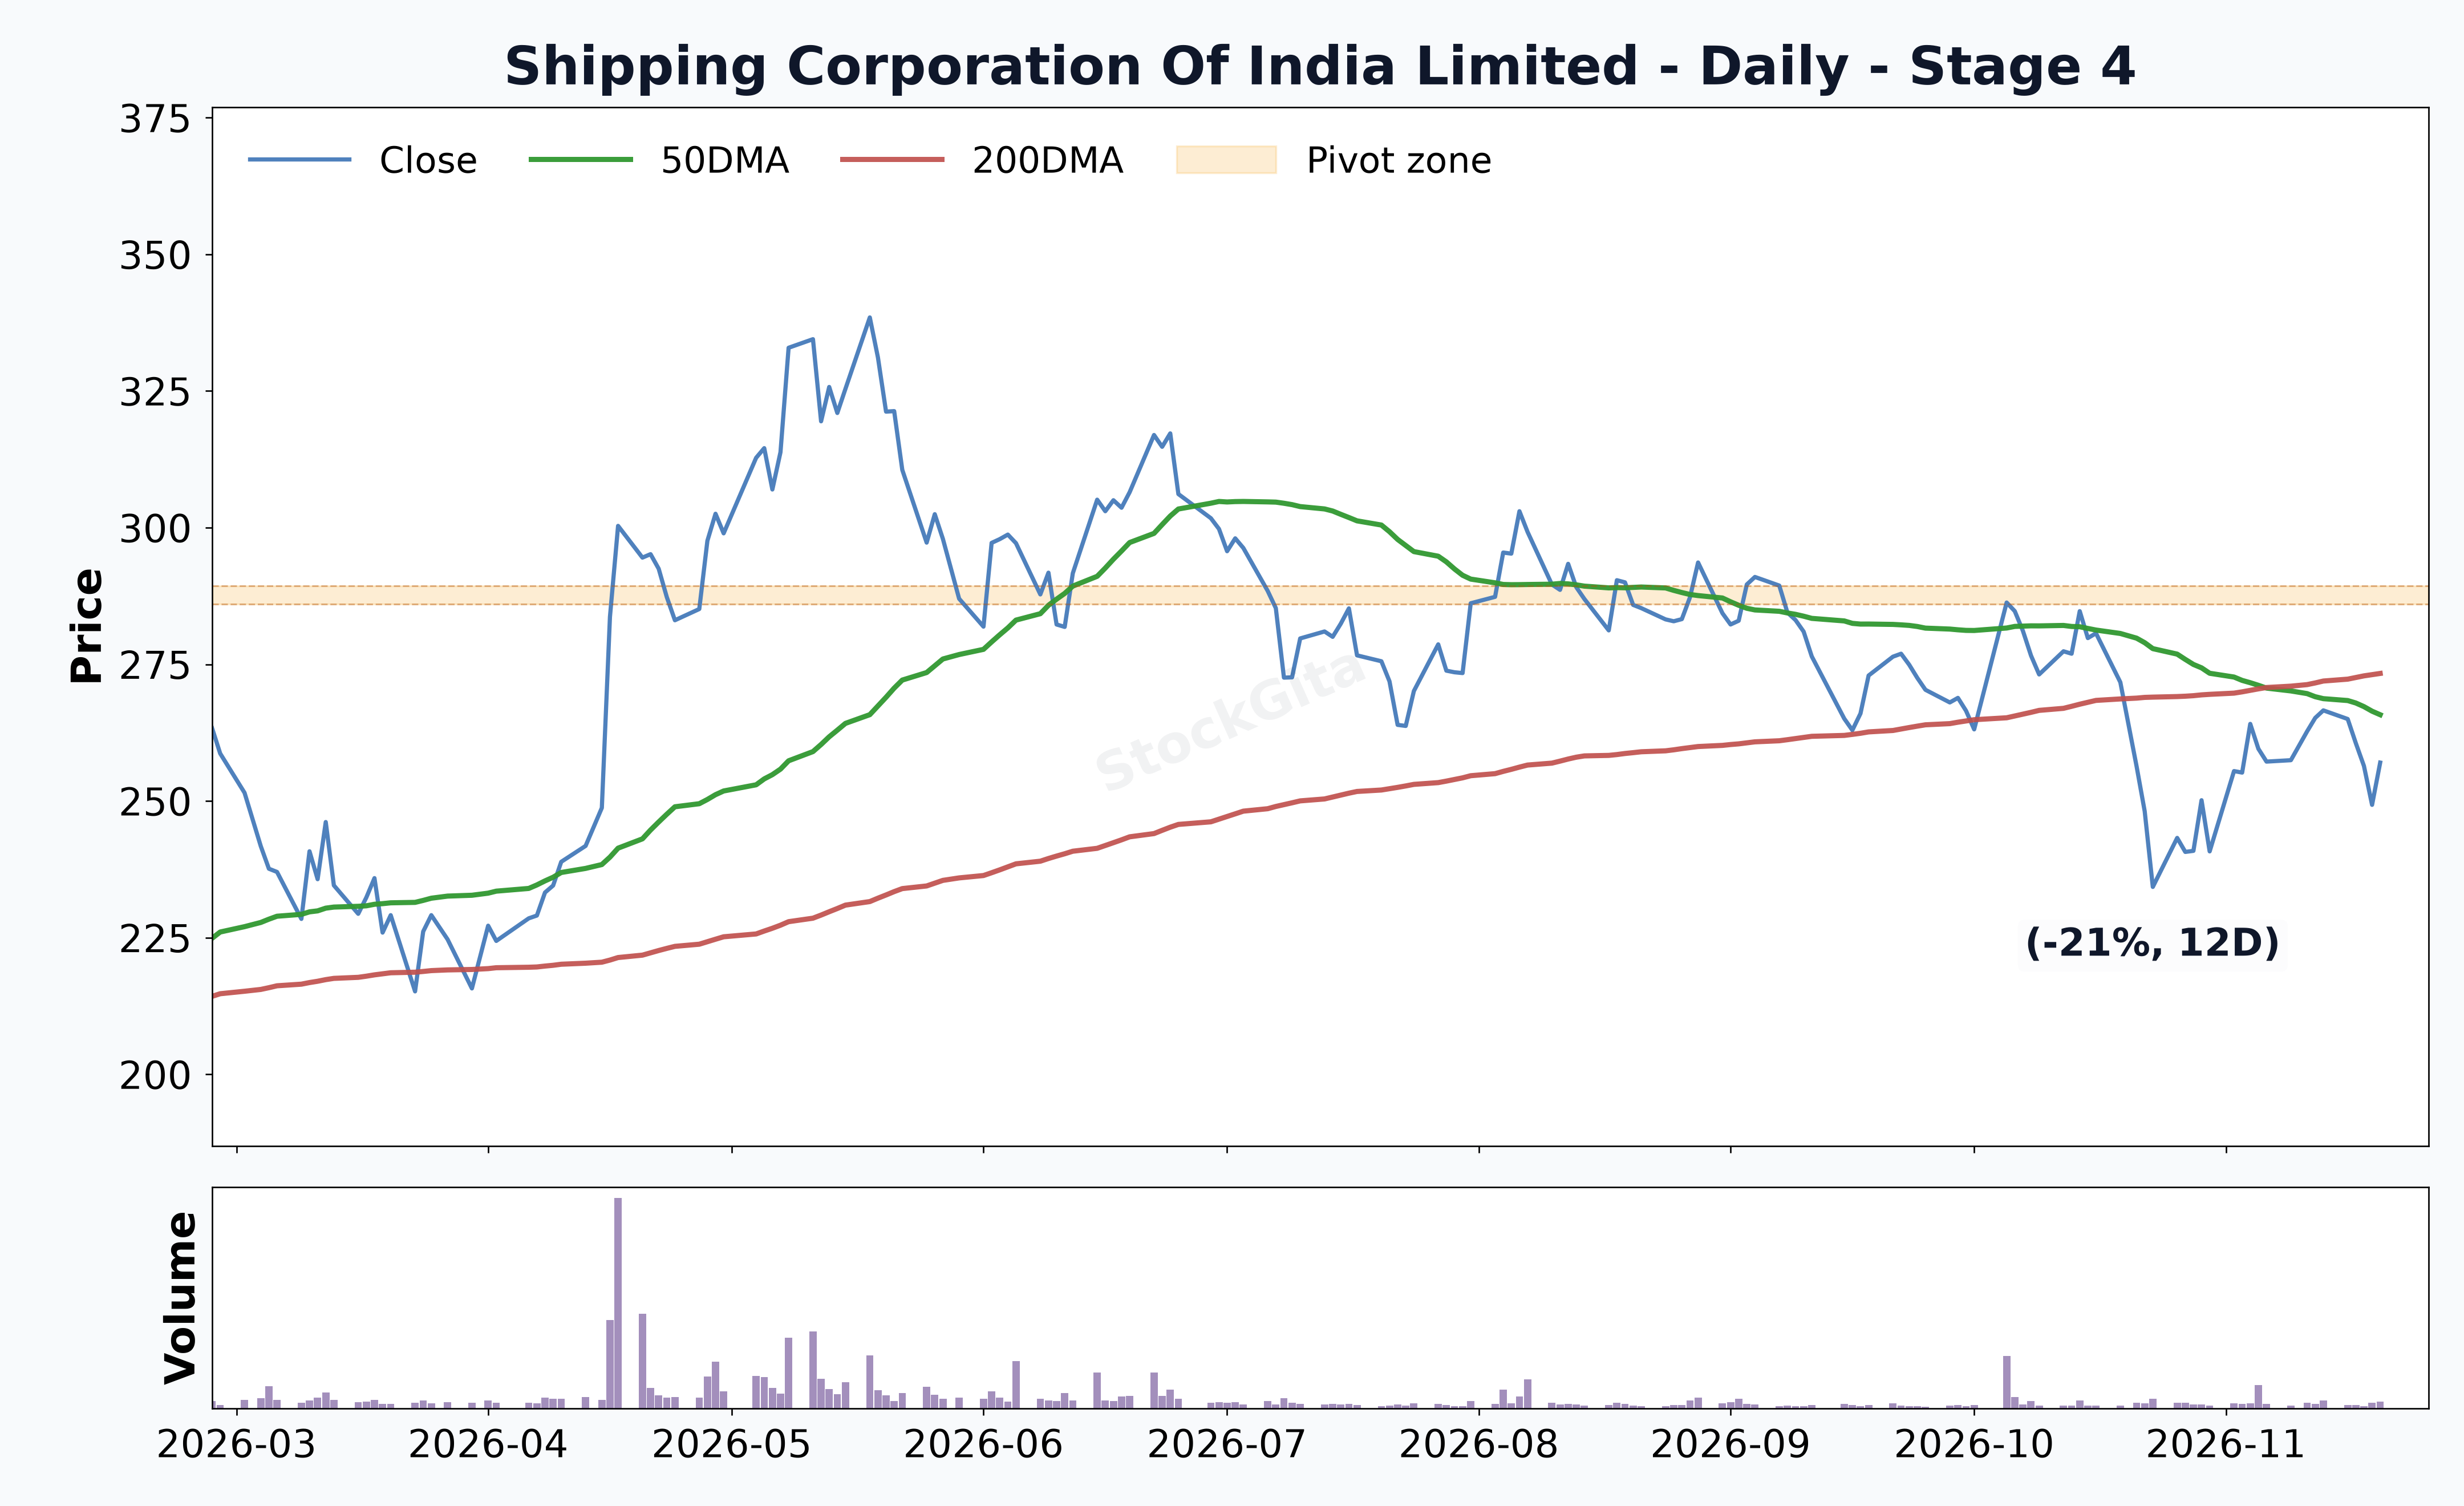 Shipping Corporation Of India Limited - Daily - Stage 4
Close 50DMA 200DMA Pivot zone
375
350
325
300
275
250
225
200
Price
StockGita
(-21%, 12D)
Volume
2026-03 2026-04 2026-05 2026-06 2026-07 2026-08 2026-09 2026-10 2026-11